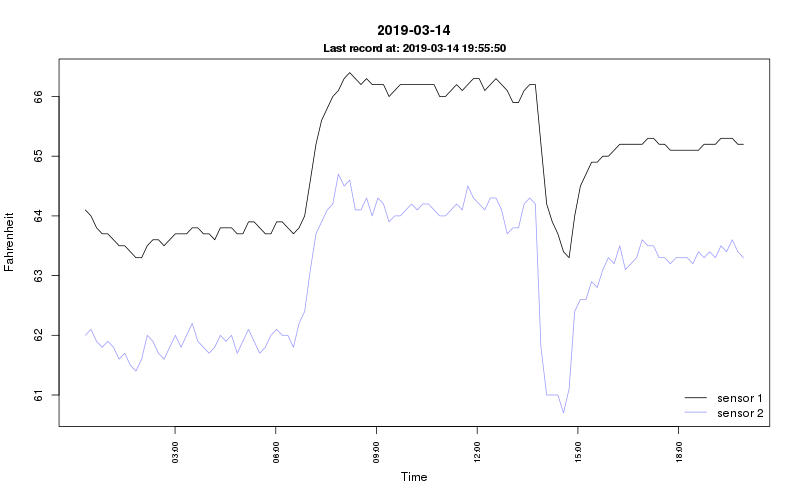 2019-03-14
Last record at: 2019-03-14 19:55:50
Fahrenheit
66
65
64
63
62
61
sensor 1
sensor 2
03:00
06:00
09:00
12:00
15:00
18:00
Time